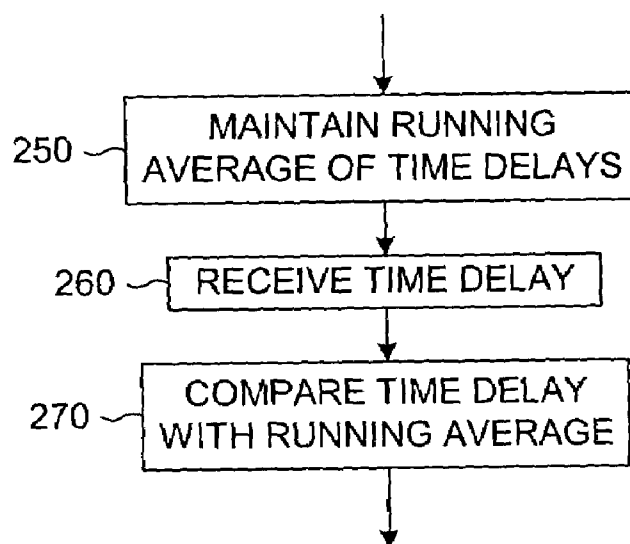 250
MAINTAIN RUNNING
AVERAGE OF TIME DELAYS
260
RECEIVE TIME DELAY
270
COMPARE TIME DELAY
WITH RUNNING AVERAGE